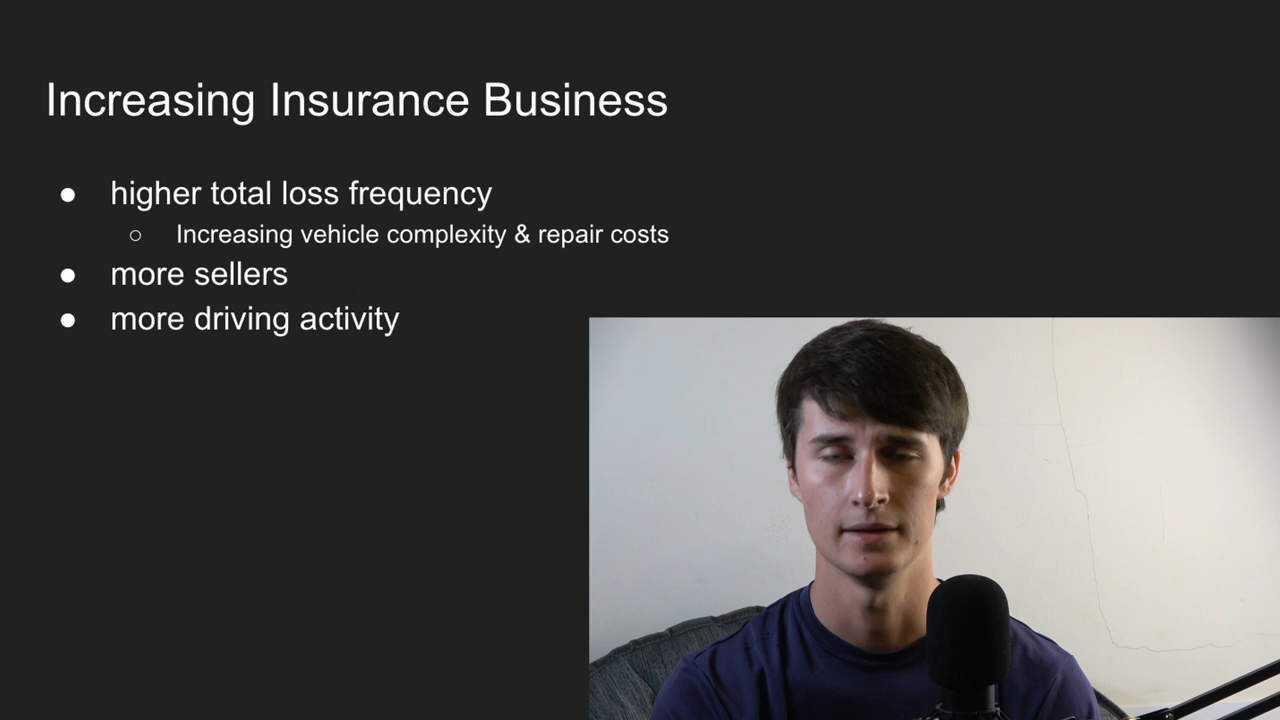 Increasing Insurance Business
● higher total loss frequency
○ Increasing vehicle complexity & repair costs
● more sellers
● more driving activity